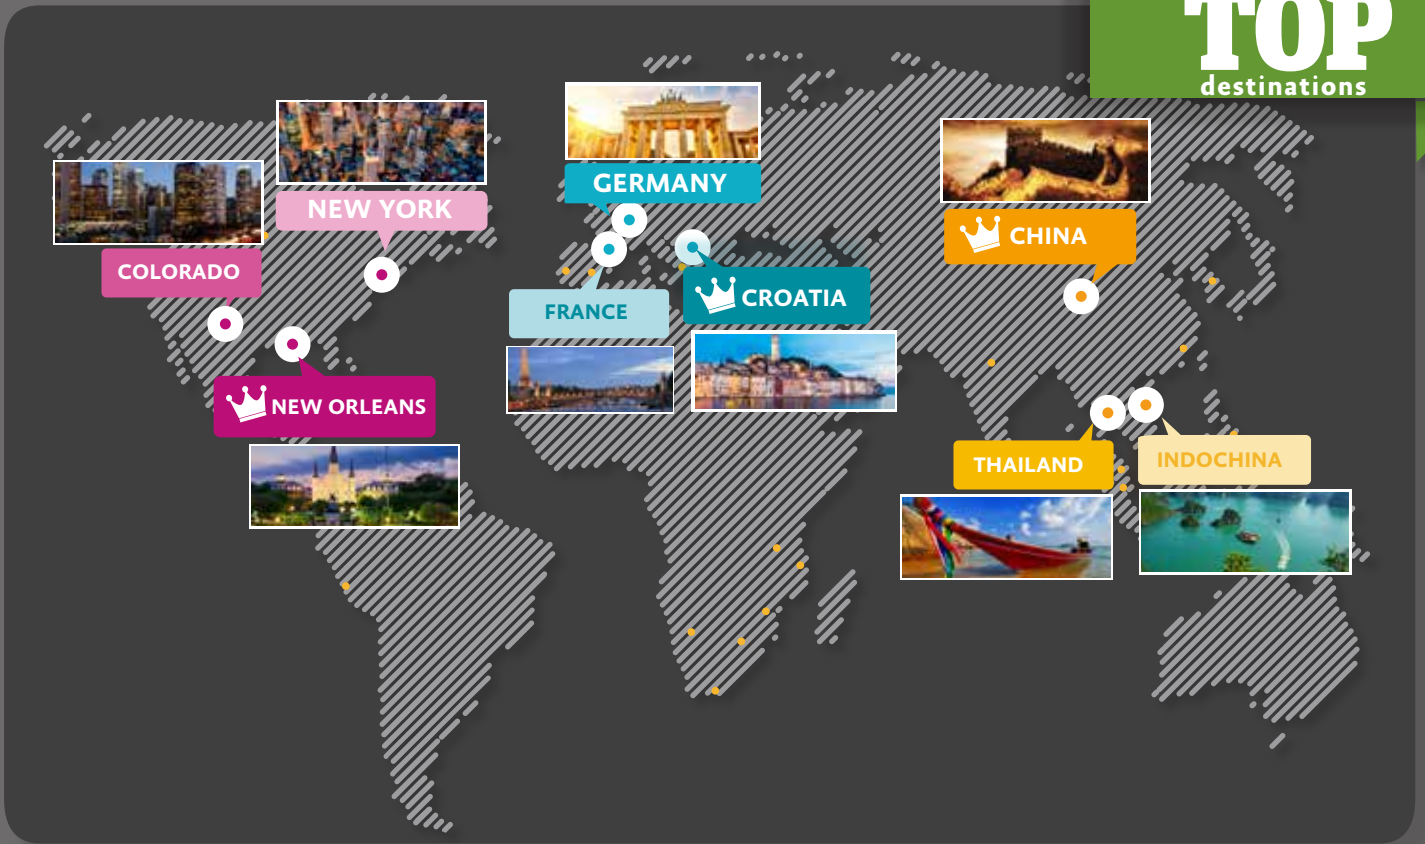 TOP
destinations
NEW YORK
GERMANY
COLORADO
CHINA
FRANCE
CROATIA
NEW ORLEANS
THAILAND
INDOCHINA